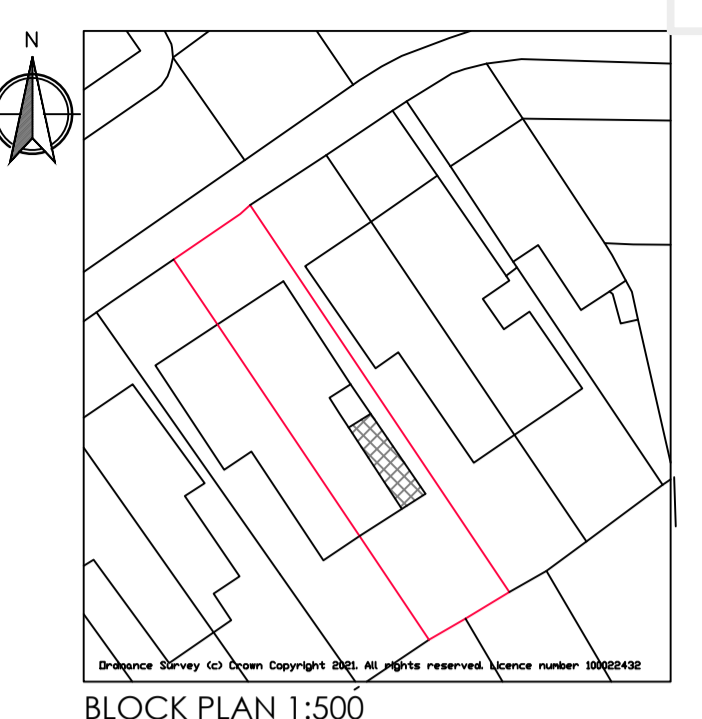 N
Ordnance Survey (c) Crown Copyright 2021. All rights reserved. Licence number 100022432
BLOCK PLAN 1:500